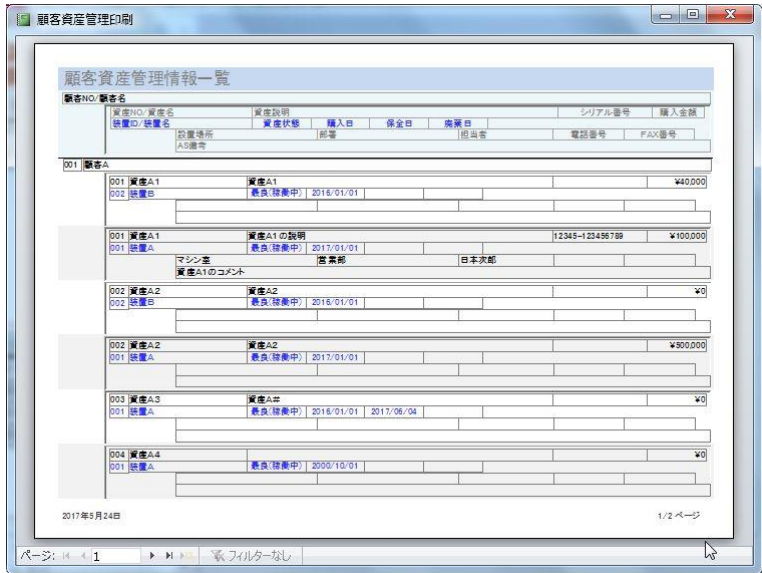 顧客資産管理印刷
顧客資産管理情報一覧
顧客NO/顧客名
資産NO/資産名 資産説明 シリアル番号 購入金額
装置ID/装置名 資産状態 購入日 保全日 廃棄日
設置場所 部署 担当者 電話番号 FAX番号
AS備考
001 顧客A
001 資産A1 資産A1 ¥40,000
002 装置B 最良(稼働中) 2016/01/01
001 資産A1 資産A1の説明 12345-123456789 ¥100,000
001 装置A 最良(稼働中) 2017/01/01
マシン室 営業部 日本次郎
資産A1のコメント
002 資産A2 資産A2 ¥0
002 装置B 最良(稼働中) 2016/01/01
002 資産A2 資産A2 ¥500,000
001 装置A 最良(稼働中) 2017/01/01
003 資産A3 資産A# ¥0
001 装置A 最良(稼働中) 2016/01/01 2017/06/04
004 資産A4 ¥0
001 装置A 最良(稼働中) 2000/10/01
2017年5月24日 1/2 ページ
ページ: 1 フィルターなし